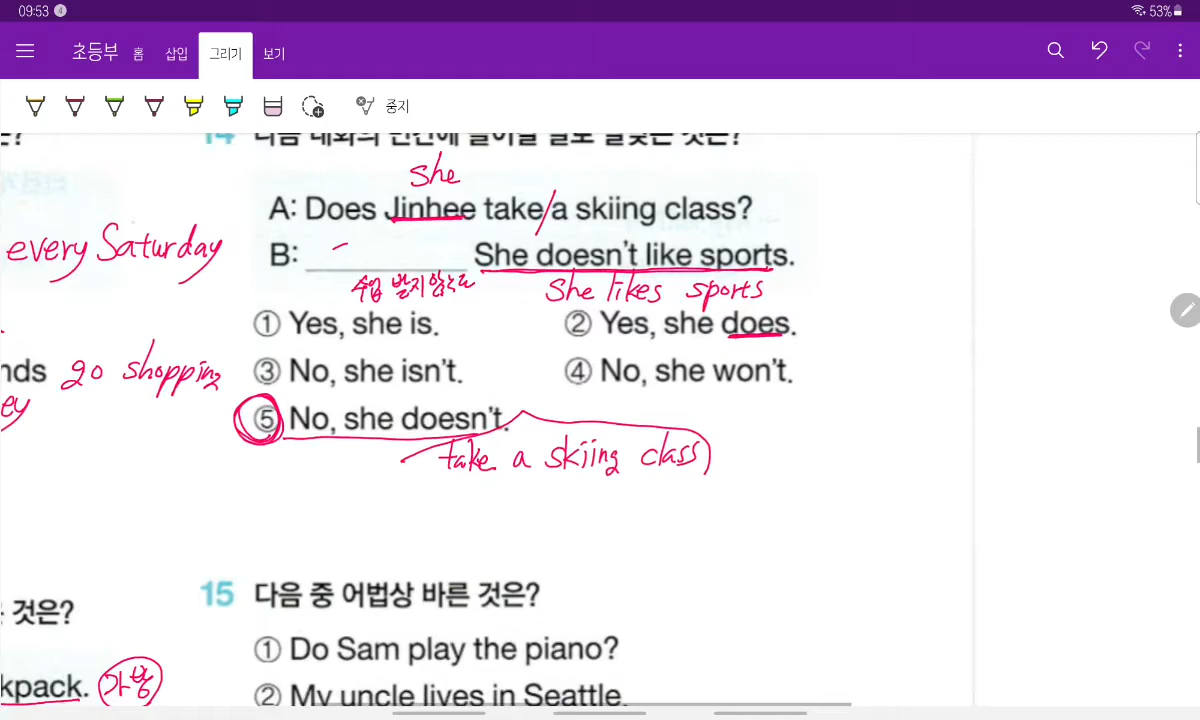 09:53 4 53%
초등부 홈 삽입 그리기 보기
중지
14 다음 대화의 빈칸에 들어갈 말로 알맞은 것은?
she
A: Does Jinhee take/a skiing class?
every Saturday
B: She doesn't like sports.
수업 받지 않는다
She likes sports
① Yes, she is. ② Yes, she does.
nds go shopping
③ No, she isn't. ④ No, she won't.
ey
⑤ No, she doesn't.
take a skiing class)
15 다음 중 어법상 바른 것은?
것은?
① Do Sam play the piano?
kpack. 가방
② My uncle lives in Seattle.